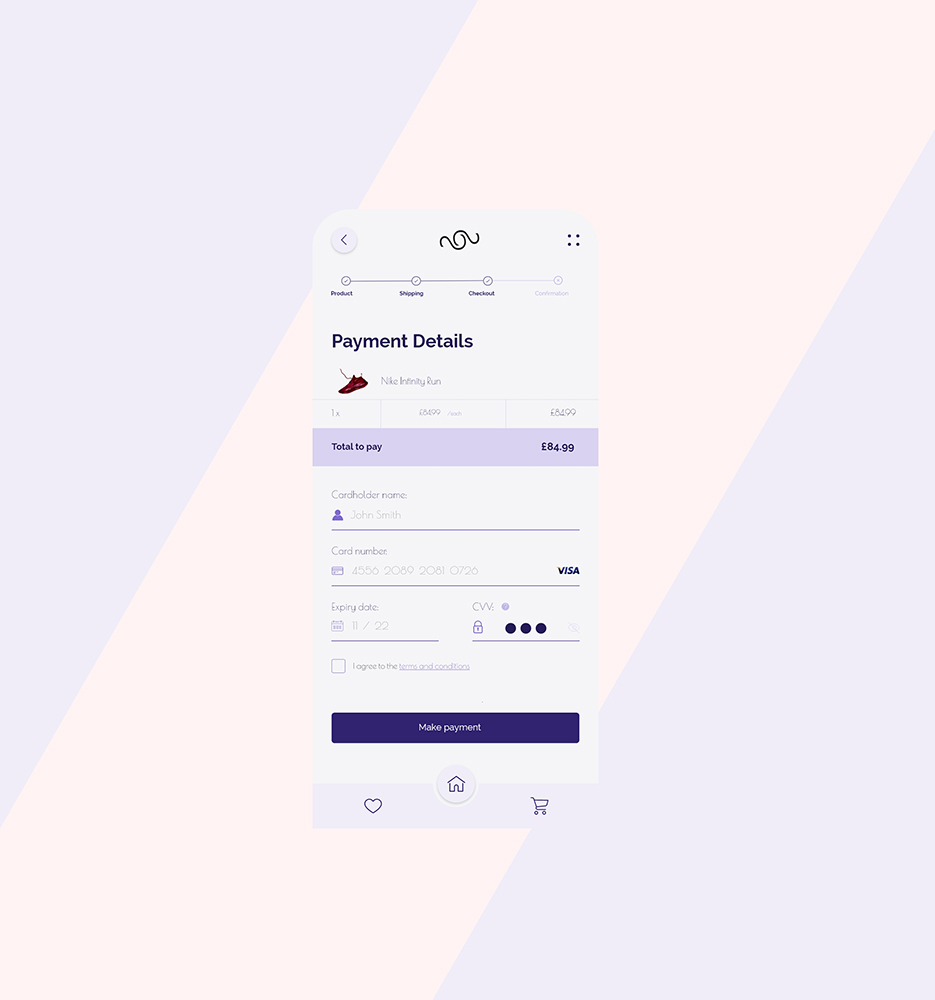 Product Shipping Checkout Confirmation
Payment Details
Nike Infinity Run
1 x £84.99 /each £84.99
Total to pay £84.99
Cardholder name:
John Smith
Card number:
4556 2089 2081 0726 VISA
Expiry date: CVV:
11 / 22
I agree to the terms and conditions
Make payment